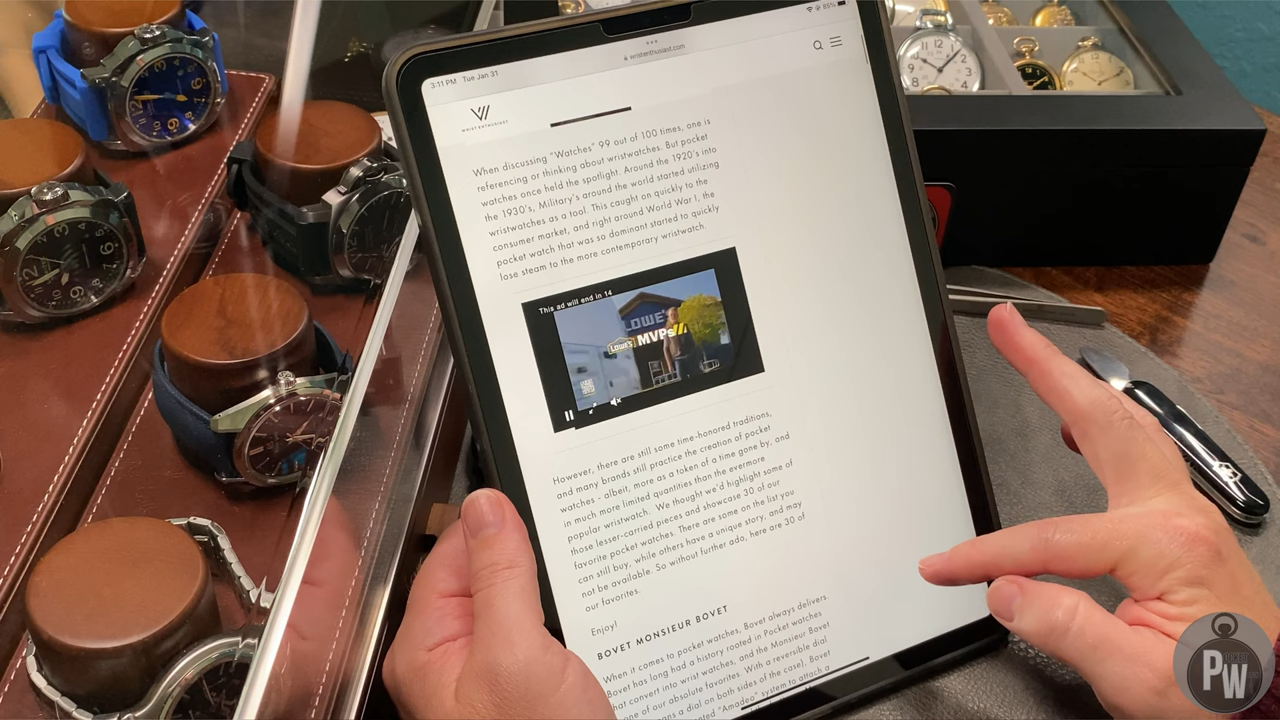 3:11 PM Tue Jan 31
wristenthusiast.com
85%
WRIST ENTHUSIAST
When discussing "Watches" 99 out of 100 times, one is
referencing or thinking about wristwatches. But pocket
watches once held the spotlight. Around the 1920's into
the 1930's, Military's around the world started utilizing
wristwatches as a tool. This caught on quickly to the
consumer market, and right around World War I, the
pocket watch that was so dominant started to quickly
lose steam to the more contemporary wristwatch.
This ad will end in 14
LOWE'S
LOWE'S MVPs
However, there are still some time-honored traditions,
and many brands still practice the creation of pocket
watches - albeit, more as a token of a time gone by, and
in much more limited quantities than the evermore
popular wristwatch. We thought we'd highlight some of
those lesser-carried pieces and showcase 30 of our
favorite pocket watches. There are some on the list you
can still buy, while others have a unique story, and may
not be available. So without further ado, here are 30 of
our favorites.
Enjoy!
BOVET MONSIEUR BOVET
When it comes to pocket watches, Bovet always delivers.
Bovet has long had a history rooted in Pocket watches
that convert into wrist watches, and the Monsieur Bovet
one of our absolute favorites. With a reversible dial
means a dial on both sides of the case), Bovet
"Amadeo" system to attach a
PW